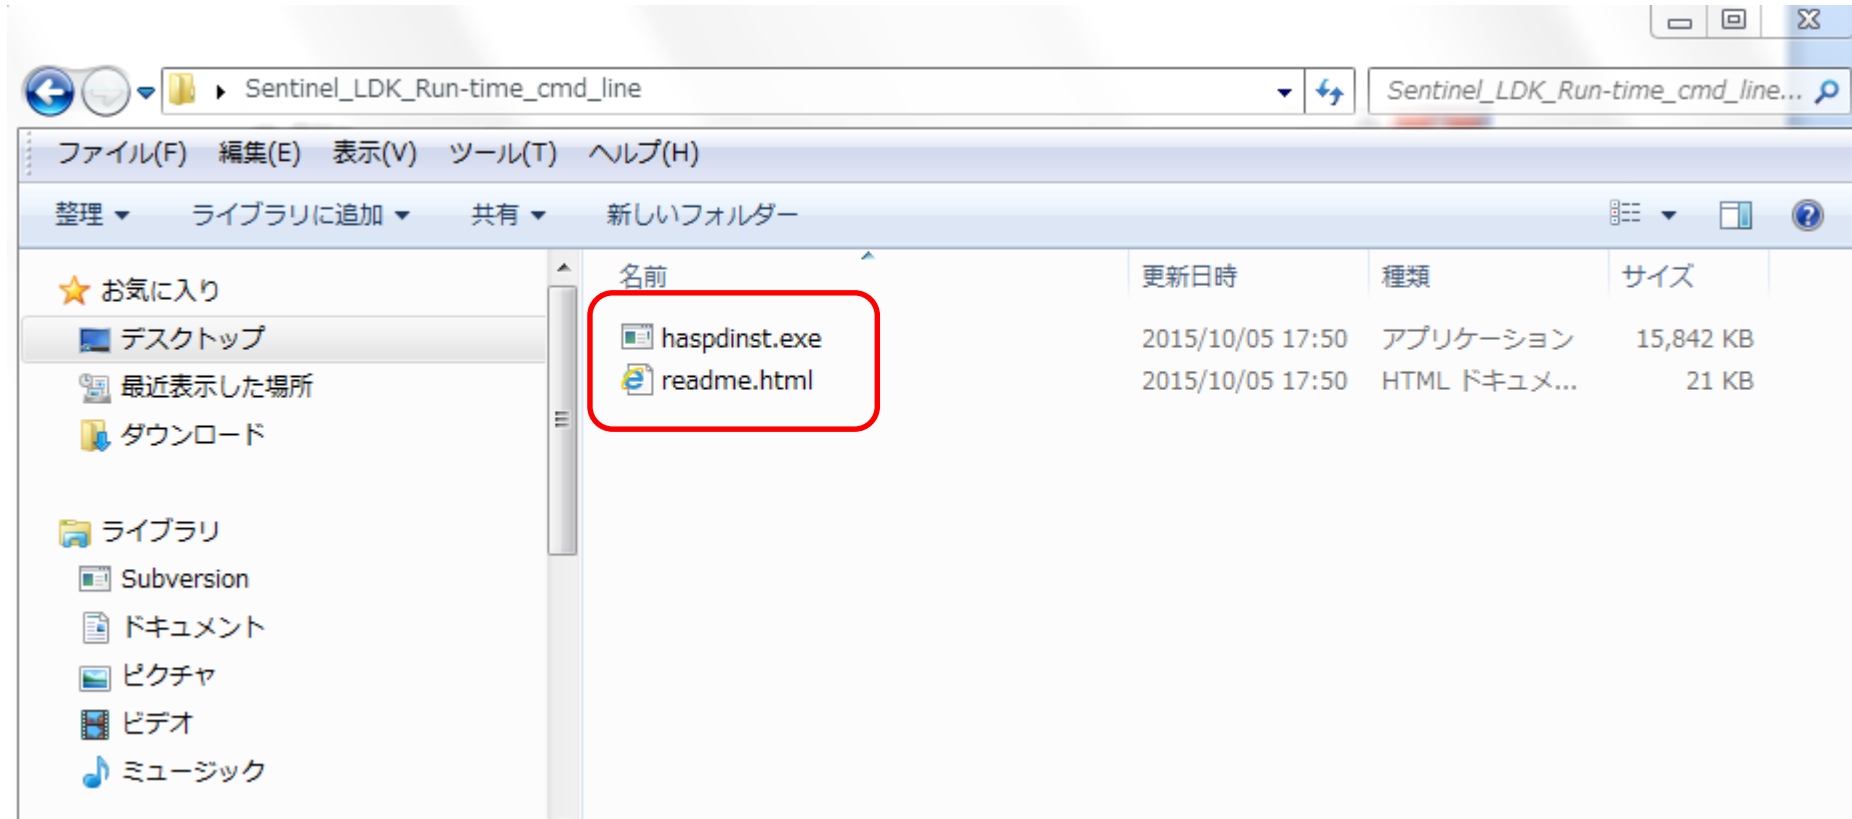 Sentinel_LDK_Run-time_cmd_line
Sentinel_LDK_Run-time_cmd_line...
ファイル(F) 編集(E) 表示(V) ツール(T) ヘルプ(H)
整理 ライブラリに追加 共有 新しいフォルダー
名前 更新日時 種類 サイズ
お気に入り
デスクトップ
最近表示した場所
ダウンロード
ライブラリ
Subversion
ドキュメント
ピクチャ
ビデオ
ミュージック
haspdinst.exe 2015/10/05 17:50 アプリケーション 15,842 KB
readme.html 2015/10/05 17:50 HTML ドキュメ... 21 KB